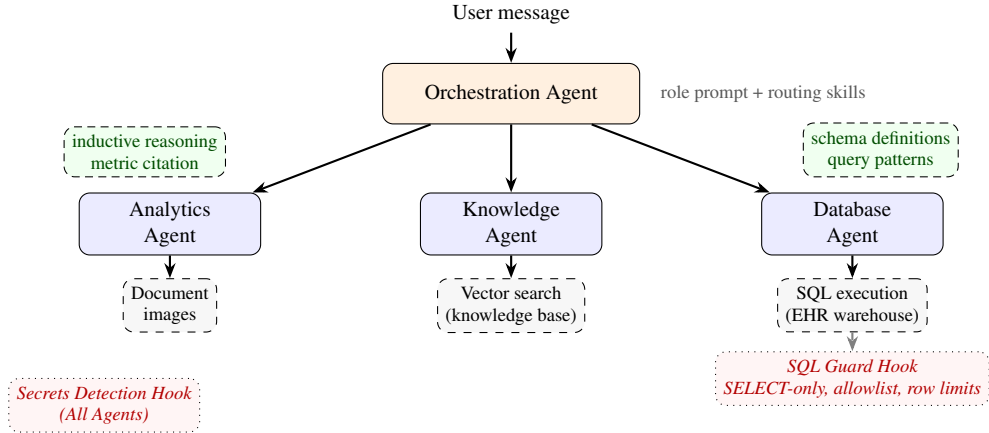 User message
Orchestration Agent
role prompt + routing skills
inductive reasoning
metric citation
schema definitions
query patterns
Analytics
Agent
Knowledge
Agent
Database
Agent
Document
images
Vector search
(knowledge base)
SQL execution
(EHR warehouse)
SQL Guard Hook
SELECT-only, allowlist, row limits
Secrets Detection Hook
(All Agents)